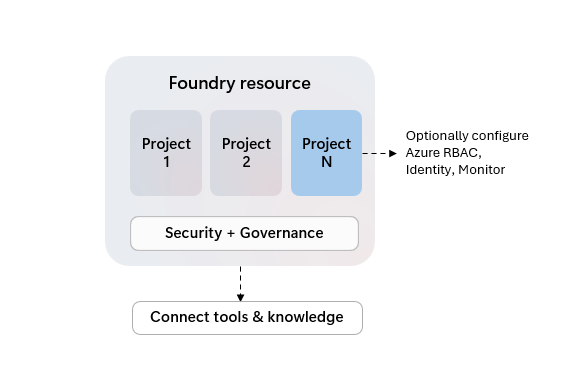 Foundry resource
Project
1
Project
2
Project
N
Optionally configure
Azure RBAC,
Identity, Monitor
Security + Governance
Connect tools & knowledge